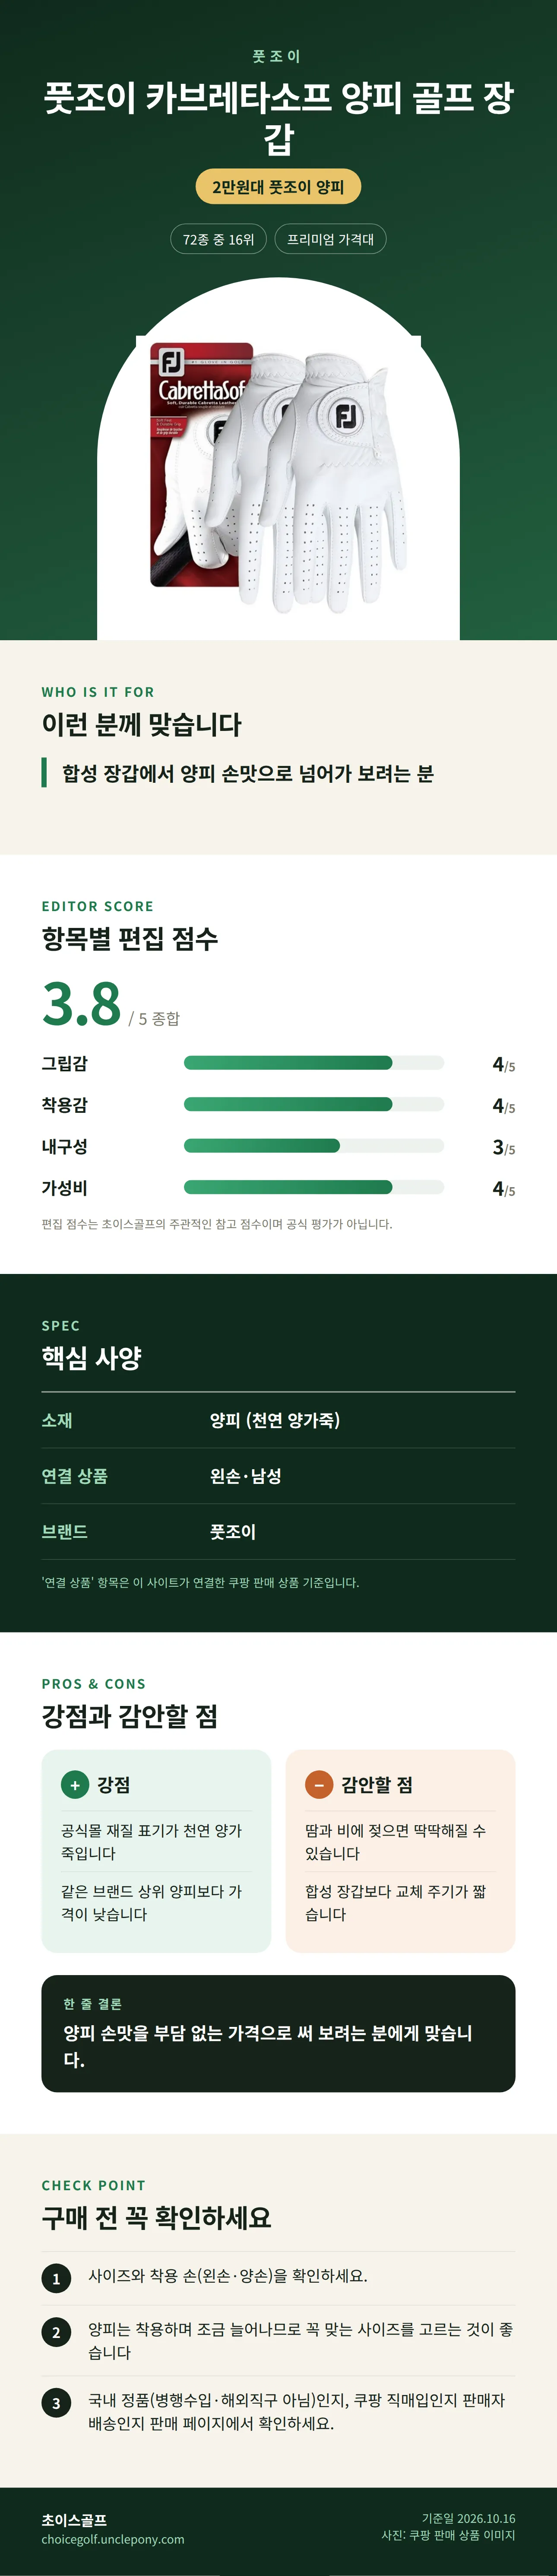 풋조이
풋조이 카브레타소프 양피 골프 장
갑
2만원대 풋조이 양피
72종 중 16위
프리미엄 가격대
FJ
#1 GLOVE IN GOLF
CabrettaSof
Soft, Durable Cabretta Leather
FJ
WHO IS IT FOR
이런 분께 맞습니다
합성 장갑에서 양피 손맛으로 넘어가 보려는 분
EDITOR SCORE
항목별 편집 점수
3.8 / 5 종합
그립감 4/5
착용감 4/5
내구성 3/5
가성비 4/5
편집 점수는 초이스골프의 주관적인 참고 점수이며 공식 평가가 아닙니다.
SPEC
핵심 사양
소재 양피 (천연 양가죽)
연결 상품 왼손·남성
브랜드 풋조이
'연결 상품' 항목은 이 사이트가 연결한 쿠팡 판매 상품 기준입니다.
PROS & CONS
강점과 감안할 점
+ 강점
공식몰 재질 표기가 천연 양가
죽입니다
같은 브랜드 상위 양피보다 가
격이 낮습니다
− 감안할 점
땀과 비에 젖으면 딱딱해질 수
있습니다
합성 장갑보다 교체 주기가 짧
습니다
한 줄 결론
양피 손맛을 부담 없는 가격으로 써 보려는 분에게 맞습니
다.
CHECK POINT
구매 전 꼭 확인하세요
1 사이즈와 착용 손(왼손·양손)을 확인하세요.
2 양피는 착용하며 조금 늘어나므로 꼭 맞는 사이즈를 고르는 것이 좋
습니다
3 국내 정품(병행수입·해외직구 아님)인지, 쿠팡 직매입인지 판매자
배송인지 판매 페이지에서 확인하세요.
초이스골프
choicegolf.unclepony.com
기준일 2026.10.16
사진: 쿠팡 판매 상품 이미지